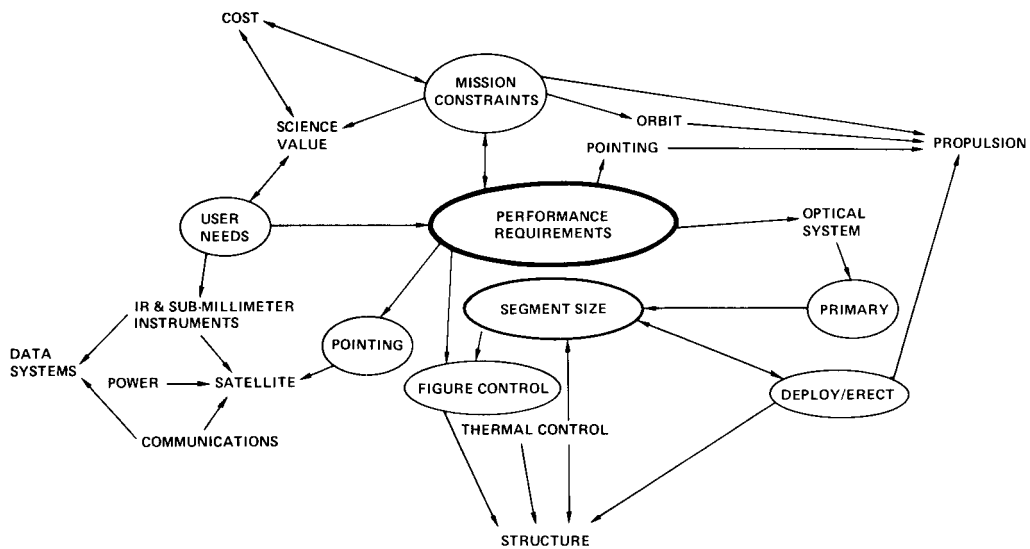 COST
MISSION
CONSTRAINTS
SCIENCE
VALUE
ORBIT
POINTING
PROPULSION
USER
NEEDS
PERFORMANCE
REQUIREMENTS
OPTICAL
SYSTEM
IR & SUB-MILLIMETER
INSTRUMENTS
SEGMENT SIZE
PRIMARY
POINTING
DATA
SYSTEMS
POWER
SATELLITE
FIGURE CONTROL
DEPLOY/ERECT
COMMUNICATIONS
THERMAL CONTROL
STRUCTURE